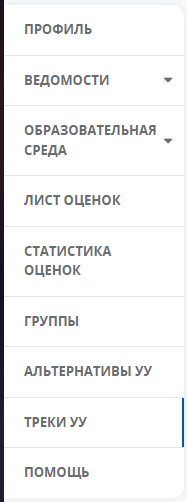 ПРОФИЛЬ
ВЕДОМОСТИ
ОБРАЗОВАТЕЛЬНАЯ
СРЕДА
ЛИСТ ОЦЕНОК
СТАТИСТИКА
ОЦЕНОК
ГРУППЫ
АЛЬТЕРНАТИВЫ УУ
ТРЕКИ УУ
ПОМОЩЬ